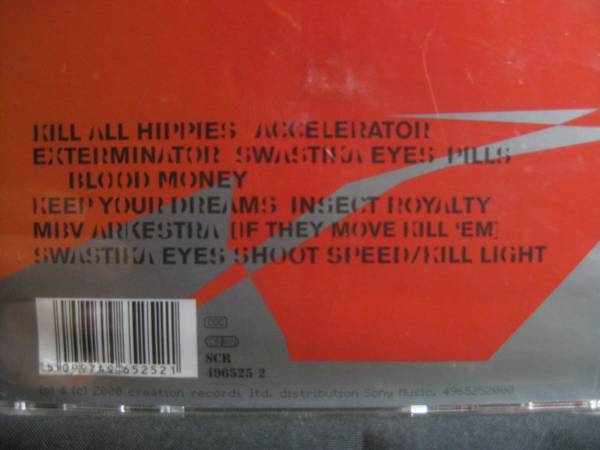 KILL ALL HIPPIES ACCELERATOR
EXTERMINATOR SWASTIKA EYES PILLS
BLOOD MONEY
KEEP YOUR DREAMS INSECT ROYALTY
MBV ARKESTRA [IF THEY MOVE KILL 'EM]
SWASTIKA EYES SHOOT SPEED/KILL LIGHT
SCR
496525 2
(p) & (c) 2000 creation records ltd. distribution Sony Music. 4965252000